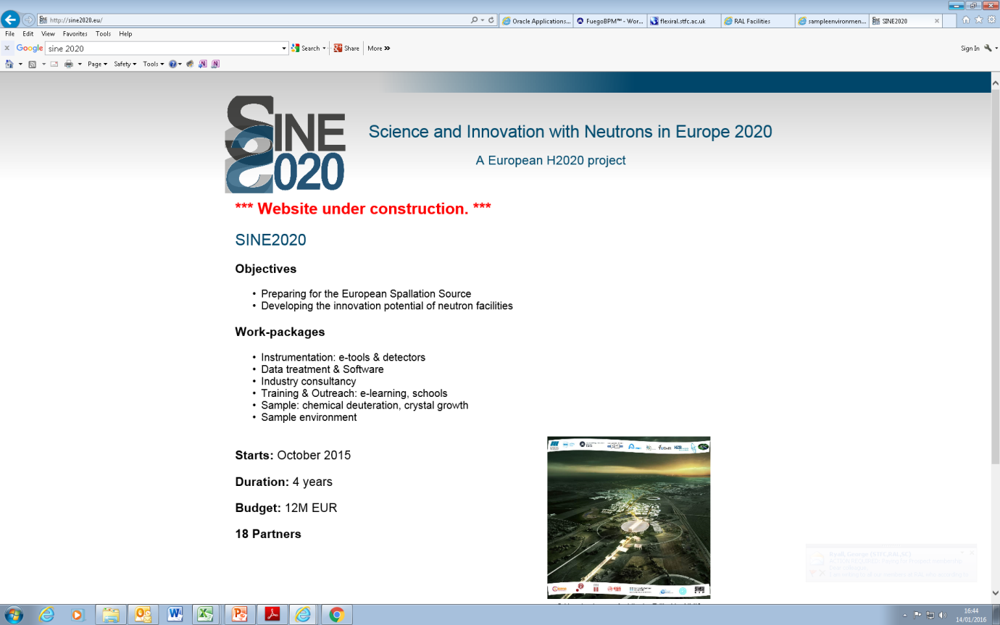 http://sine2020.eu/
Oracle Applications...
FuegoBPM™ - Wor...
flexiral.stfc.ac.uk
RAL Facilities
sampleenvironmen...
SINE2020
File Edit View Favorites Tools Help
Google sine 2020 Search Share More »
Sign In
Page Safety Tools
SINE
2020
Science and Innovation with Neutrons in Europe 2020
A European H2020 project
*** Website under construction. ***
SINE2020
Objectives
• Preparing for the European Spallation Source
• Developing the innovation potential of neutron facilities
Work-packages
• Instrumentation: e-tools & detectors
• Data treatment & Software
• Industry consultancy
• Training & Outreach: e-learning, schools
• Sample: chemical deuteration, crystal growth
• Sample environment
Starts: October 2015
Duration: 4 years
Budget: 12M EUR
18 Partners
16:44
14/01/2016